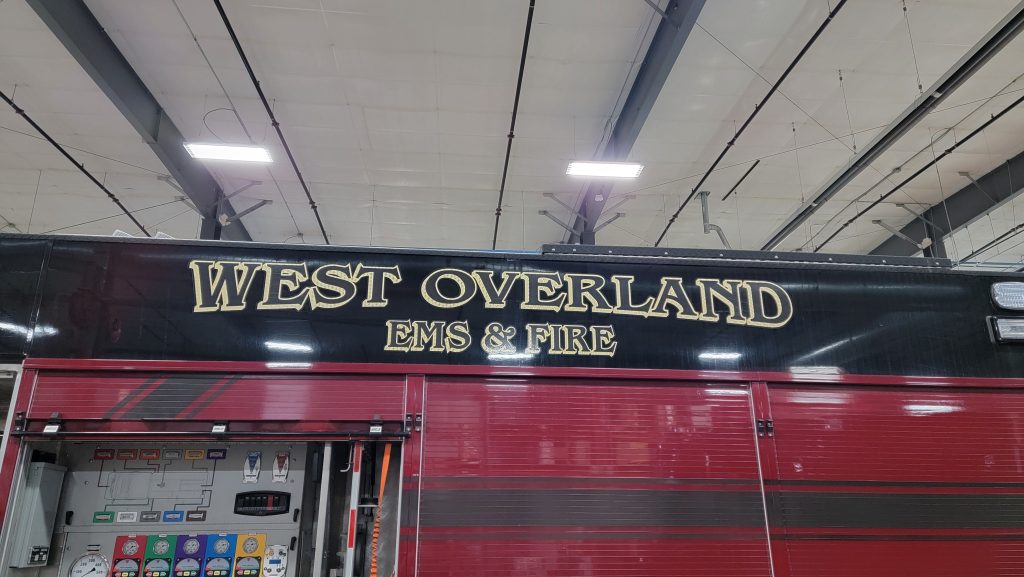 WEST OVERLAND
EMS & FIRE